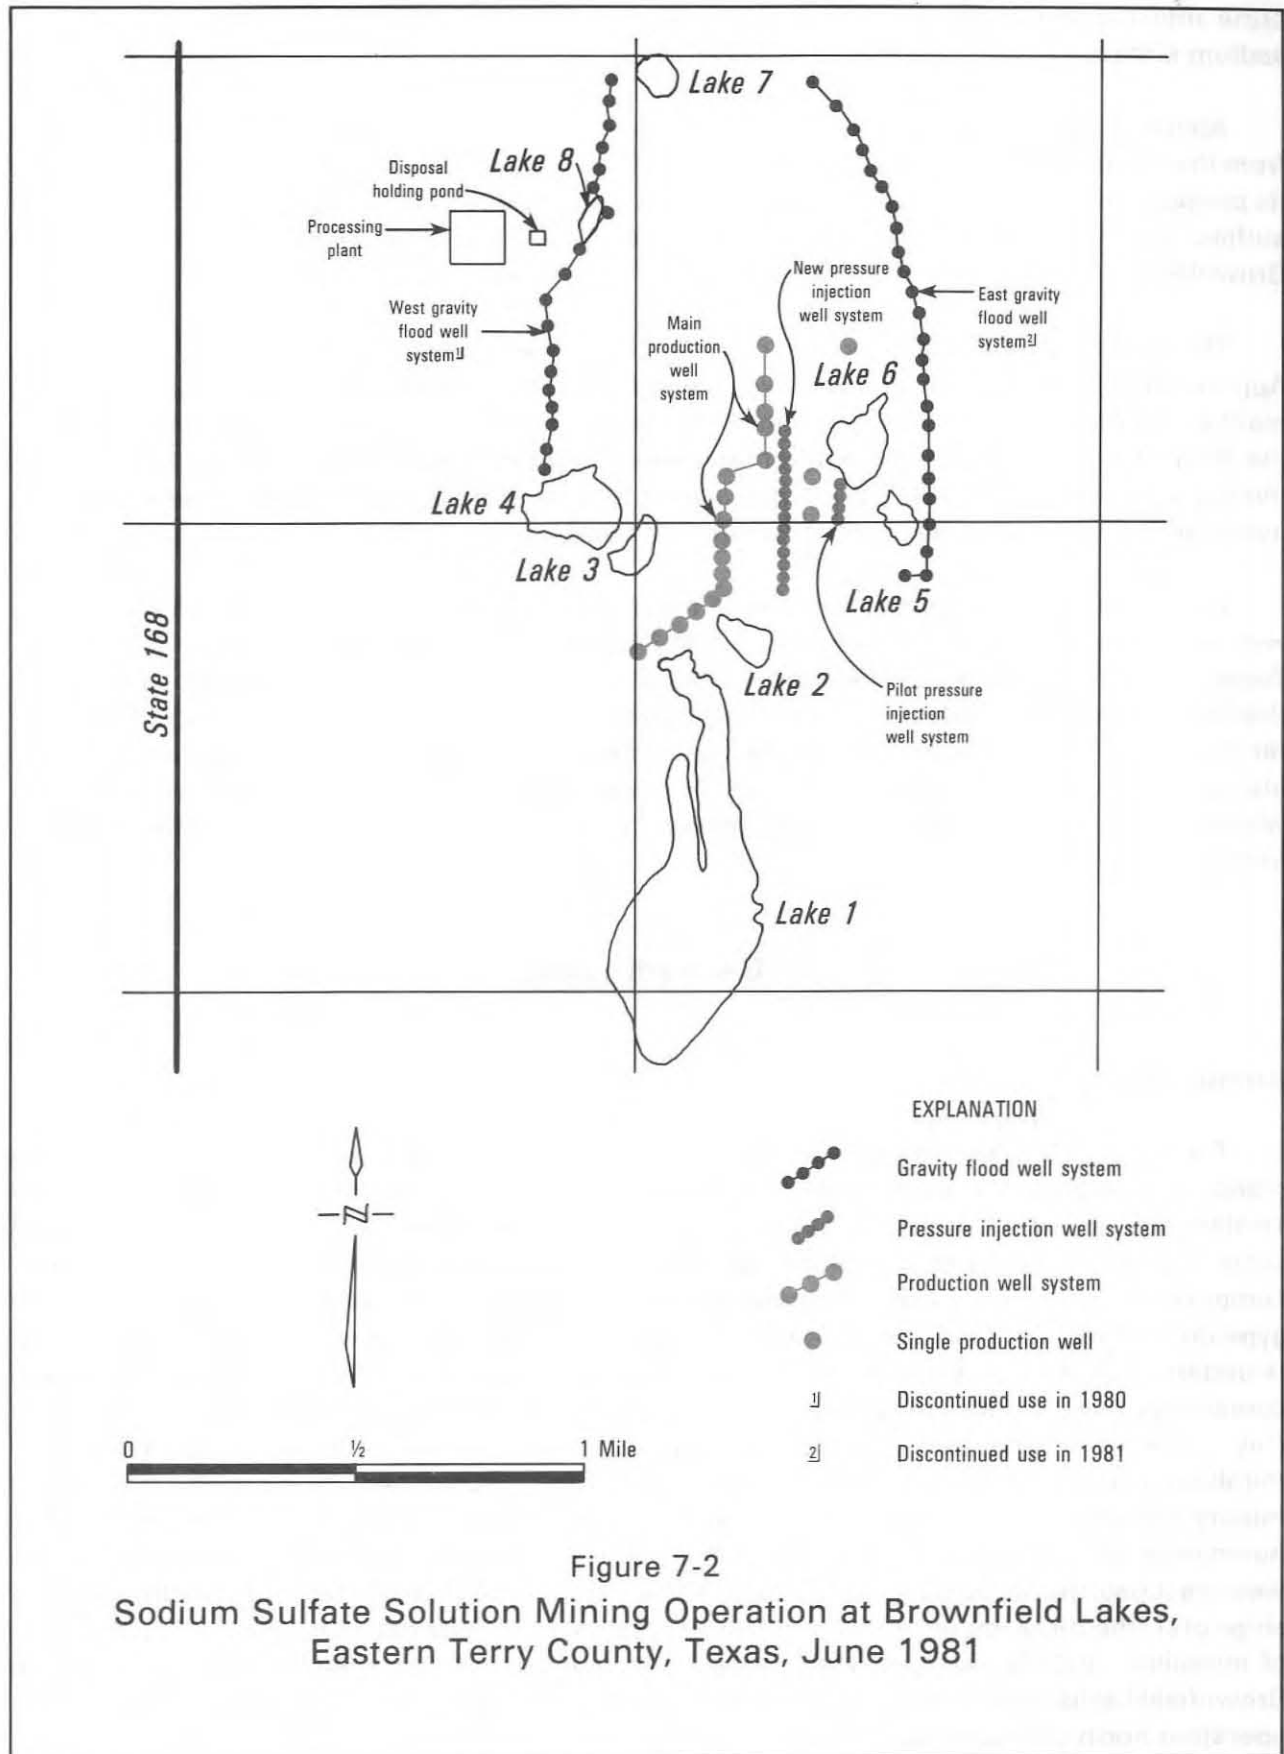 Lake 7
Lake 8
Disposal
holding pond
Processing
plant
New pressure
injection
well system
West gravity
flood well
system1/
Main
production
well
system
East gravity
flood well
system2/
Lake 6
Lake 4
Lake 3
Lake 5
State 168
Lake 2
Pilot pressure
injection
well system
Lake 1
EXPLANATION
Gravity flood well system
Pressure injection well system
Production well system
Single production well
1/ Discontinued use in 1980
2/ Discontinued use in 1981
N
0 ½ 1 Mile
Figure 7-2
Sodium Sulfate Solution Mining Operation at Brownfield Lakes,
Eastern Terry County, Texas, June 1981